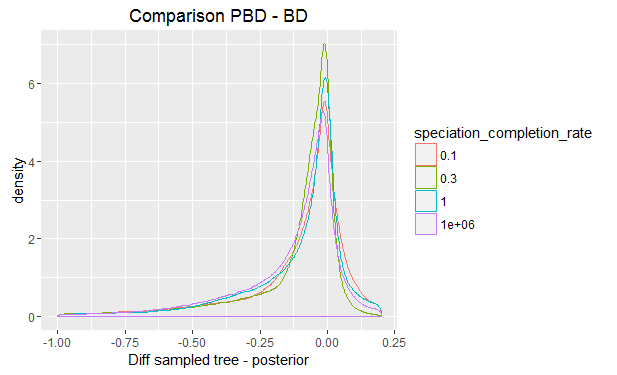 Comparison PBD - BD
density
6
4
2
0
-1.00
-0.75
-0.50
-0.25
0.00
0.25
Diff sampled tree - posterior
speciation_completion_rate
0.1
0.3
1
1e+06